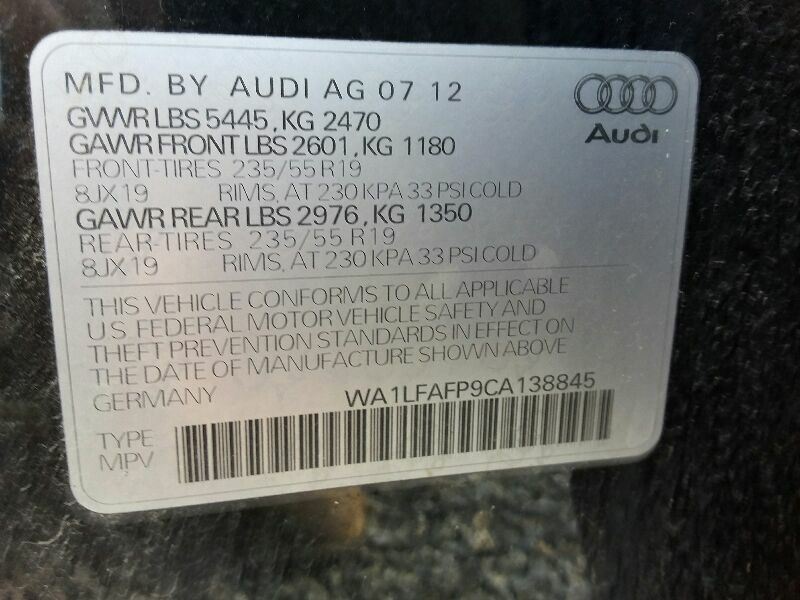 MFD. BY AUDI AG 07 12
GVWR LBS 5445, KG 2470
GAWR FRONT LBS 2601, KG 1180
FRONT-TIRES 235/55 R19
8JX19 RIMS, AT 230 KPA 33 PSI COLD
GAWR REAR LBS 2976, KG 1350
REAR-TIRES 235/55 R19
8JX19 RIMS, AT 230 KPA 33 PSI COLD
Audi
THIS VEHICLE CONFORMS TO ALL APPLICABLE
U.S. FEDERAL MOTOR VEHICLE SAFETY AND
THEFT PREVENTION STANDARDS IN EFFECT ON
THE DATE OF MANUFACTURE SHOWN ABOVE
GERMANY WA1LFAFP9CA138845
TYPE
MPV